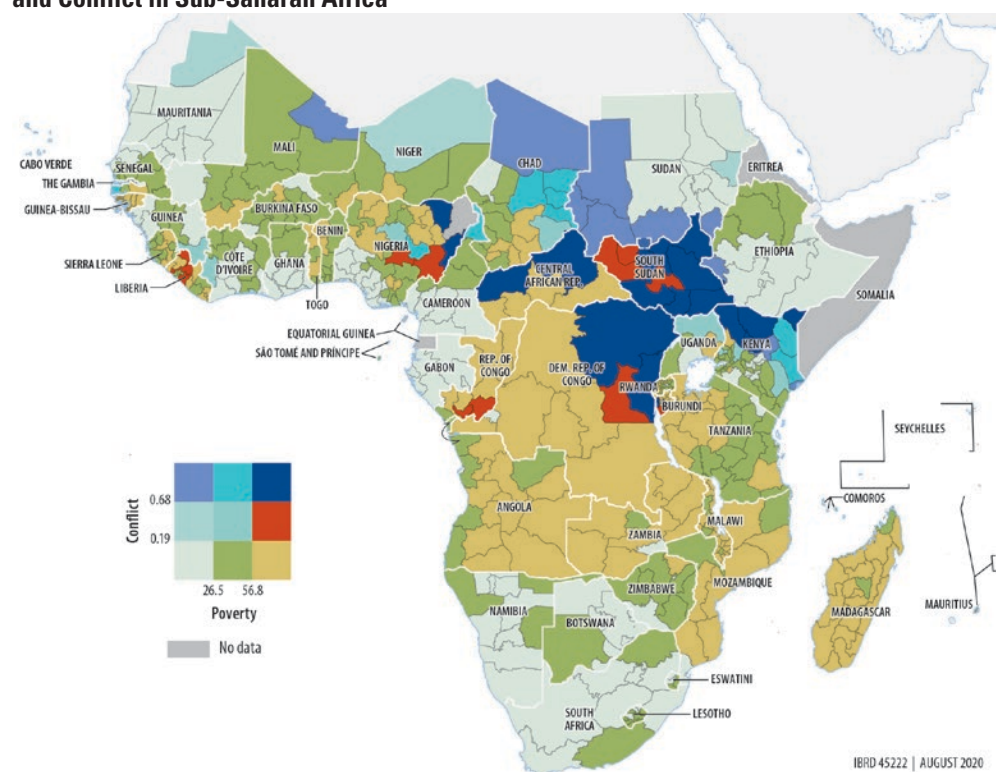 and Conflict in Sub-Saharan Africa
MAURITANIA
MALI
NIGER
CHAD
SUDAN
ERITREA
CABO VERDE
SENEGAL
THE GAMBIA
GUINEA-BISSAU
GUINEA
BURKINA FASO
BENIN
NIGERIA
SIERRA LEONE
LIBERIA
CÔTE
D'IVOIRE
GHANA
TOGO
CAMEROON
CENTRAL
AFRICAN REP.
SOUTH
SUDAN
ETHIOPIA
SOMALIA
EQUATORIAL GUINEA
SÃO TOMÉ AND PRÍNCIPE
GABON
REP. OF
CONGO
DEM. REP. OF
CONGO
UGANDA
KENYA
RWANDA
BURUNDI
TANZANIA
SEYCHELLES
COMOROS
ANGOLA
ZAMBIA
MALAWI
MOZAMBIQUE
ZIMBABWE
NAMIBIA
BOTSWANA
MADAGASCAR
MAURITIUS
ESWATINI
LESOTHO
SOUTH
AFRICA
Conflict
0.68
0.19
26.5 56.8
Poverty
No data
IBRD 45222 | AUGUST 2020